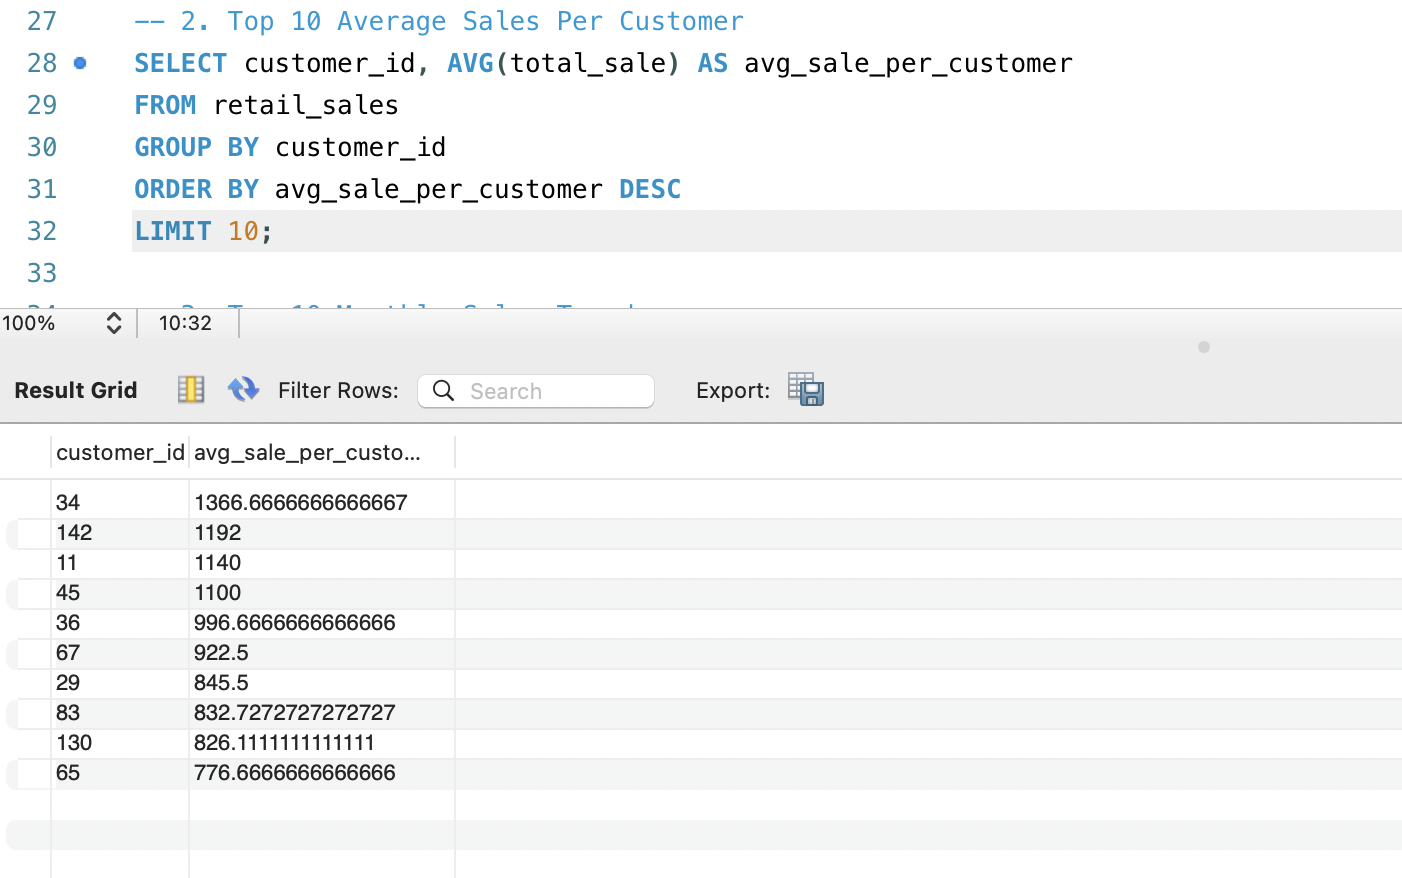 27 -- 2. Top 10 Average Sales Per Customer
28 SELECT customer_id, AVG(total_sale) AS avg_sale_per_customer
29 FROM retail_sales
30 GROUP BY customer_id
31 ORDER BY avg_sale_per_customer DESC
32 LIMIT 10;
33
100% 10:32
Result Grid Filter Rows: Search Export:
customer_id avg_sale_per_custo...
34 1366.6666666666667
142 1192
11 1140
45 1100
36 996.6666666666666
67 922.5
29 845.5
83 832.7272727272727
130 826.1111111111111
65 776.6666666666666